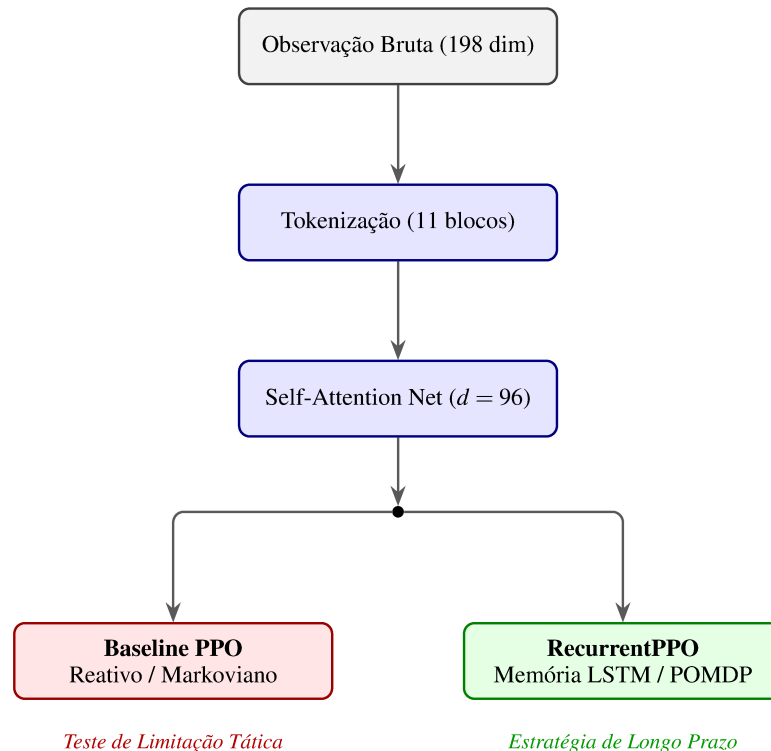 Observação Bruta (198 dim)
Tokenização (11 blocos)
Self-Attention Net (d = 96)
Baseline PPO
Reativo / Markoviano
RecurrentPPO
Memória LSTM / POMDP
Teste de Limitação Tática
Estratégia de Longo Prazo